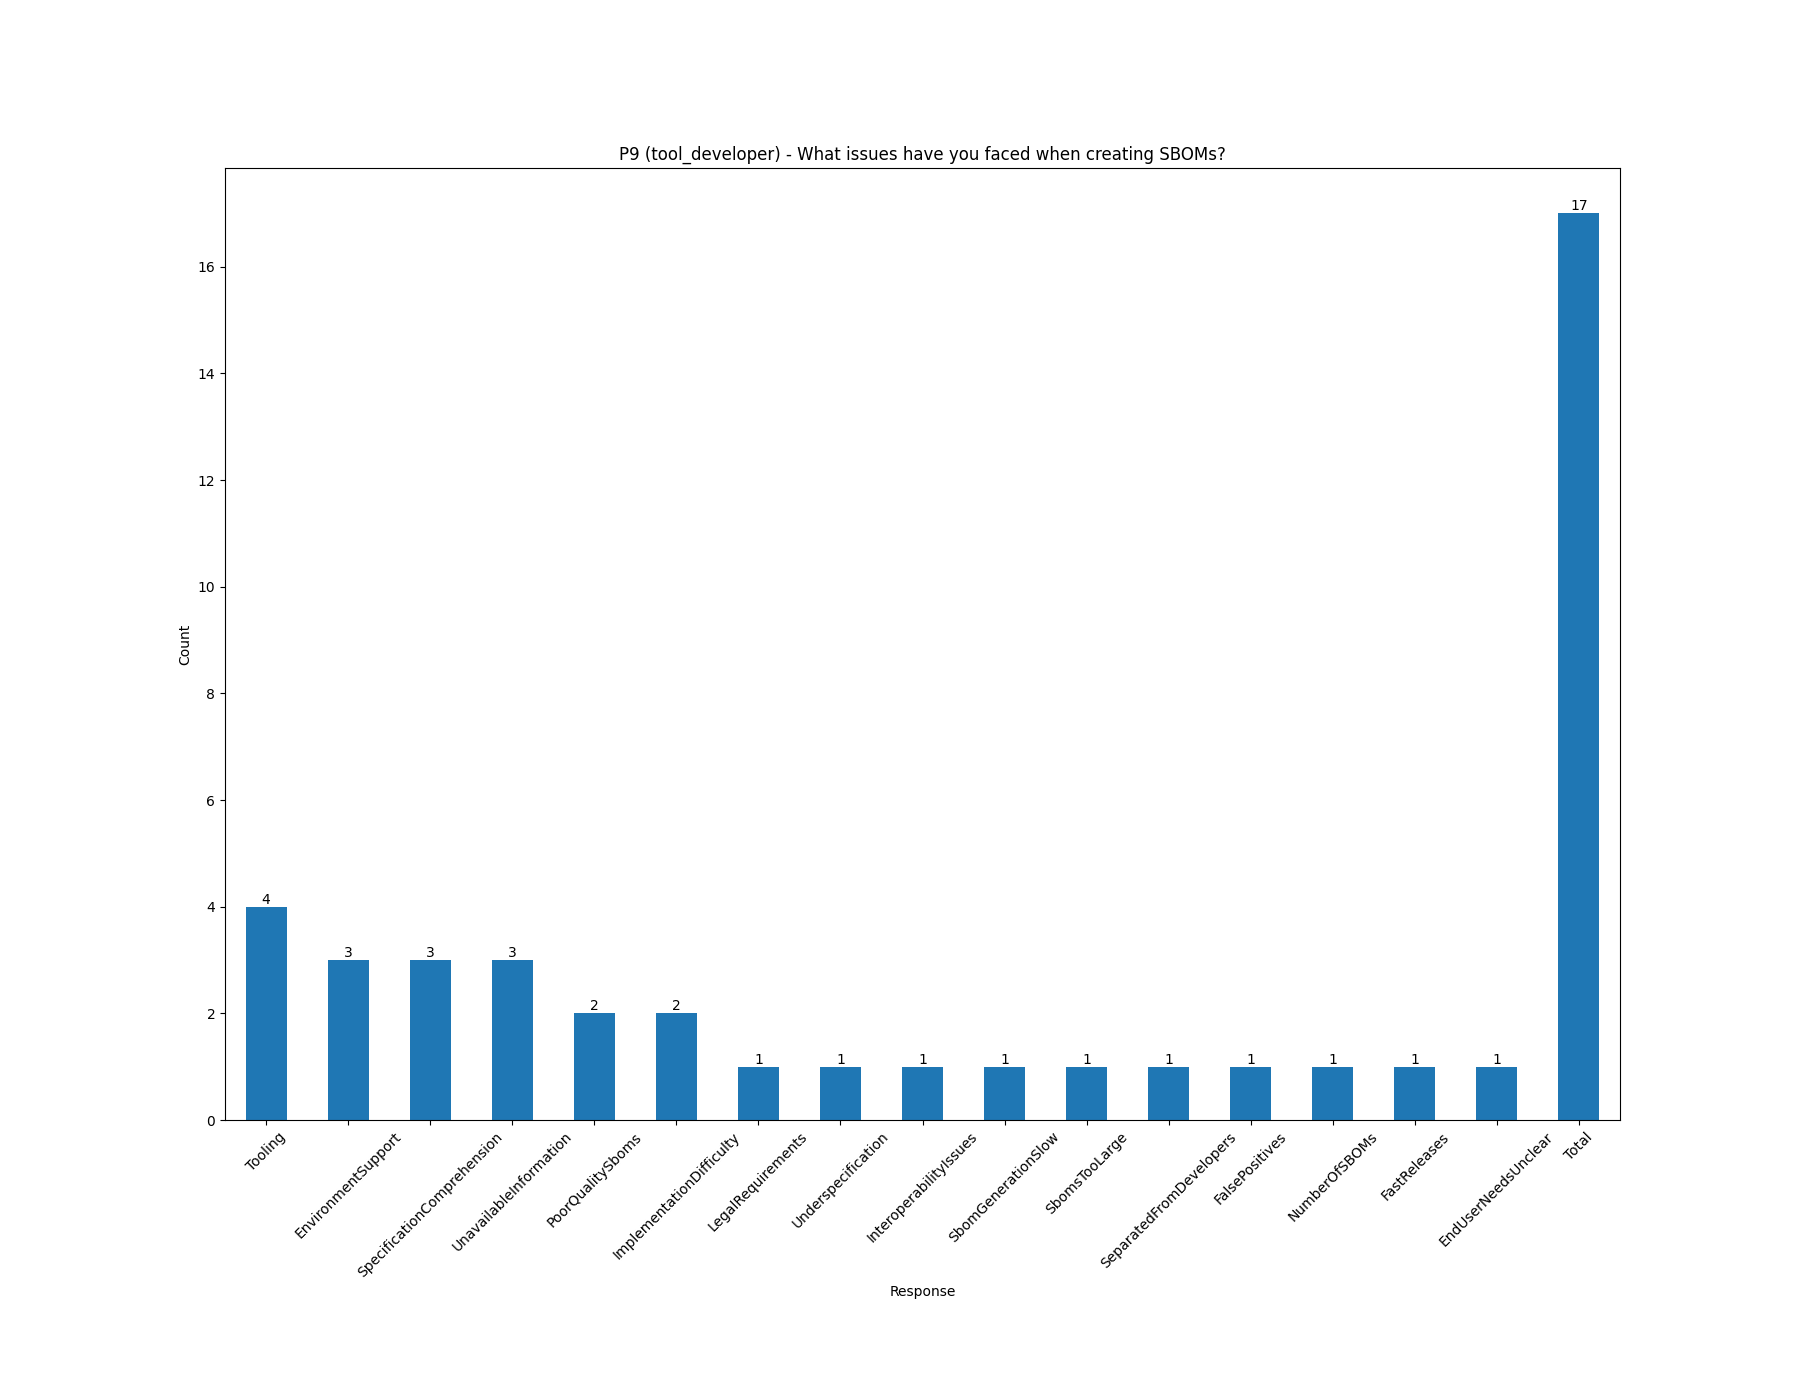 P9 (tool_developer) - What issues have you faced when creating SBOMs?
17
16
14
12
10
8
6
4
2
0
Count
4
3
3
3
2
2
1
1
1
1
1
1
1
1
1
1
Tooling
EnvironmentSupport
SpecificationComprehension
UnavailableInformation
PoorQualitySboms
ImplementationDifficulty
LegalRequirements
Underspecification
InteroperabilityIssues
SbomGenerationSlow
SbomsTooLarge
SeparatedFromDevelopers
FalsePositives
NumberOfSBOMs
FastReleases
EndUserNeedsUnclear
Total
Response